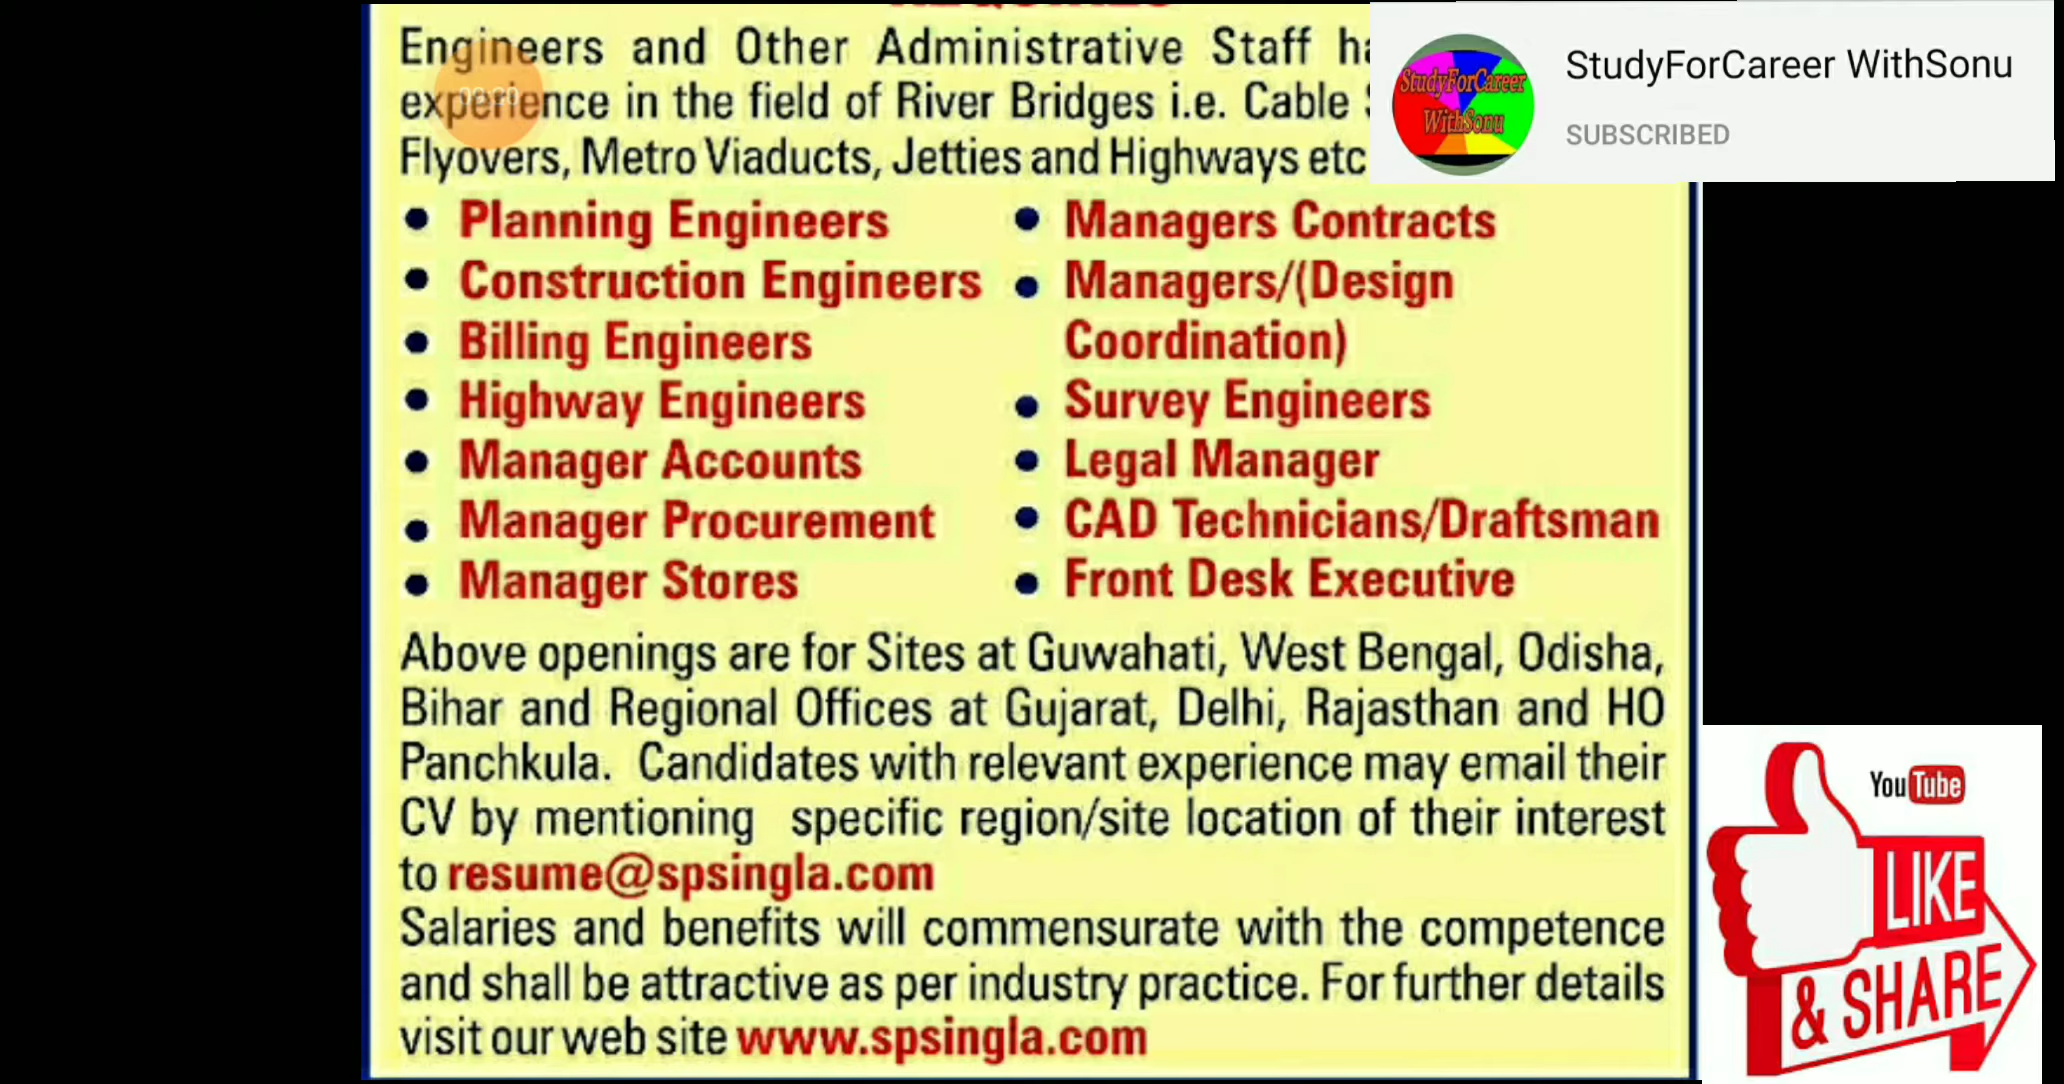 Engineers and Other Administrative Staff
experience in the field of River Bridges i.e. Cable
Flyovers, Metro Viaducts, Jetties and Highways etc
• Planning Engineers
• Construction Engineers
• Billing Engineers
• Highway Engineers
• Manager Accounts
• Manager Procurement
• Manager Stores
• Managers Contracts
• Managers/(Design
Coordination)
• Survey Engineers
• Legal Manager
• CAD Technicians/Draftsman
• Front Desk Executive
Above openings are for Sites at Guwahati, West Bengal, Odisha,
Bihar and Regional Offices at Gujarat, Delhi, Rajasthan and HO
Panchkula. Candidates with relevant experience may email their
CV by mentioning specific region/site location of their interest
to resume@spsingla.com
Salaries and benefits will commensurate with the competence
and shall be attractive as per industry practice. For further details
visit our web site www.spsingla.com
StudyForCareer
WithSonu
StudyForCareer WithSonu
SUBSCRIBED
YouTube
LIKE
& SHARE